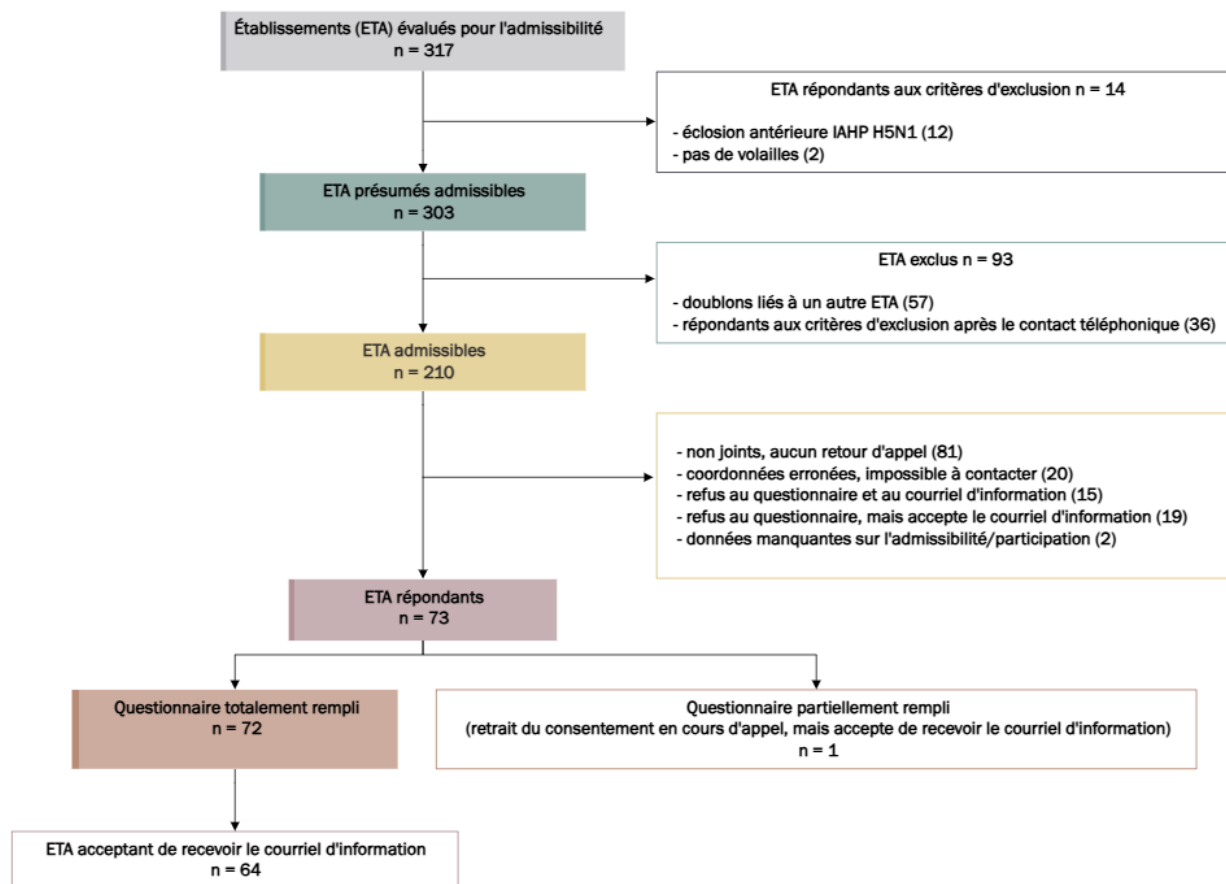 Établissements (ETA) évalués pour l'admissibilité
n = 317
ETA répondants aux critères d'exclusion n = 14
- éclosion antérieure IAHP H5N1 (12)
- pas de volailles (2)
ETA présumés admissibles
n = 303
ETA exclus n = 93
- doublons liés à un autre ETA (57)
- répondants aux critères d'exclusion après le contact téléphonique (36)
ETA admissibles
n = 210
- non joints, aucun retour d'appel (81)
- coordonnées erronées, impossible à contacter (20)
- refus au questionnaire et au courriel d'information (15)
- refus au questionnaire, mais accepte le courriel d'information (19)
- données manquantes sur l'admissibilité/participation (2)
ETA répondants
n = 73
Questionnaire totalement rempli
n = 72
Questionnaire partiellement rempli
(retrait du consentement en cours d'appel, mais accepte de recevoir le courriel d'information)
n = 1
ETA acceptant de recevoir le courriel d'information
n = 64